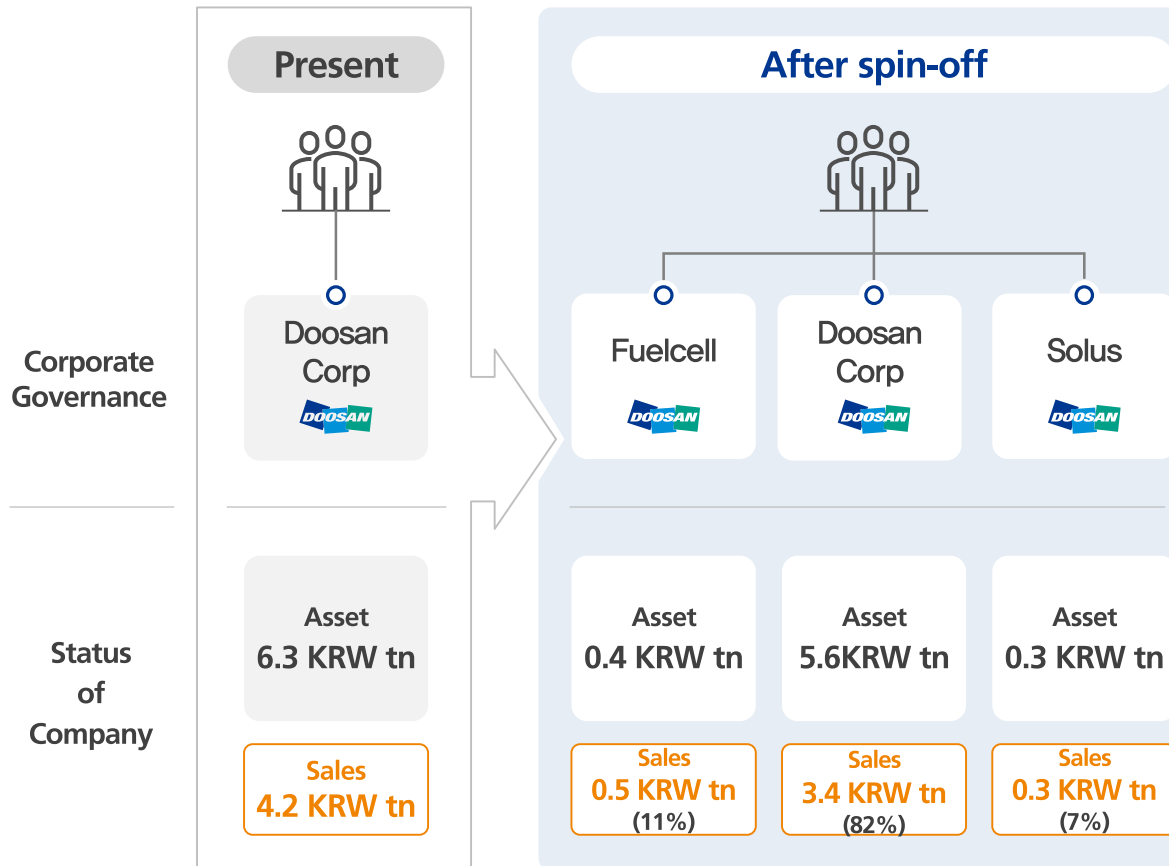 Present
After spin-off
Corporate
Governance
Doosan
Corp
DOOSAN
Fuelcell
DOOSAN
Doosan
Corp
DOOSAN
Solus
DOOSAN
Status
of
Company
Asset
6.3 KRW tn
Sales
4.2 KRW tn
Asset
0.4 KRW tn
Sales
0.5 KRW tn
(11%)
Asset
5.6KRW tn
Sales
3.4 KRW tn
(82%)
Asset
0.3 KRW tn
Sales
0.3 KRW tn
(7%)